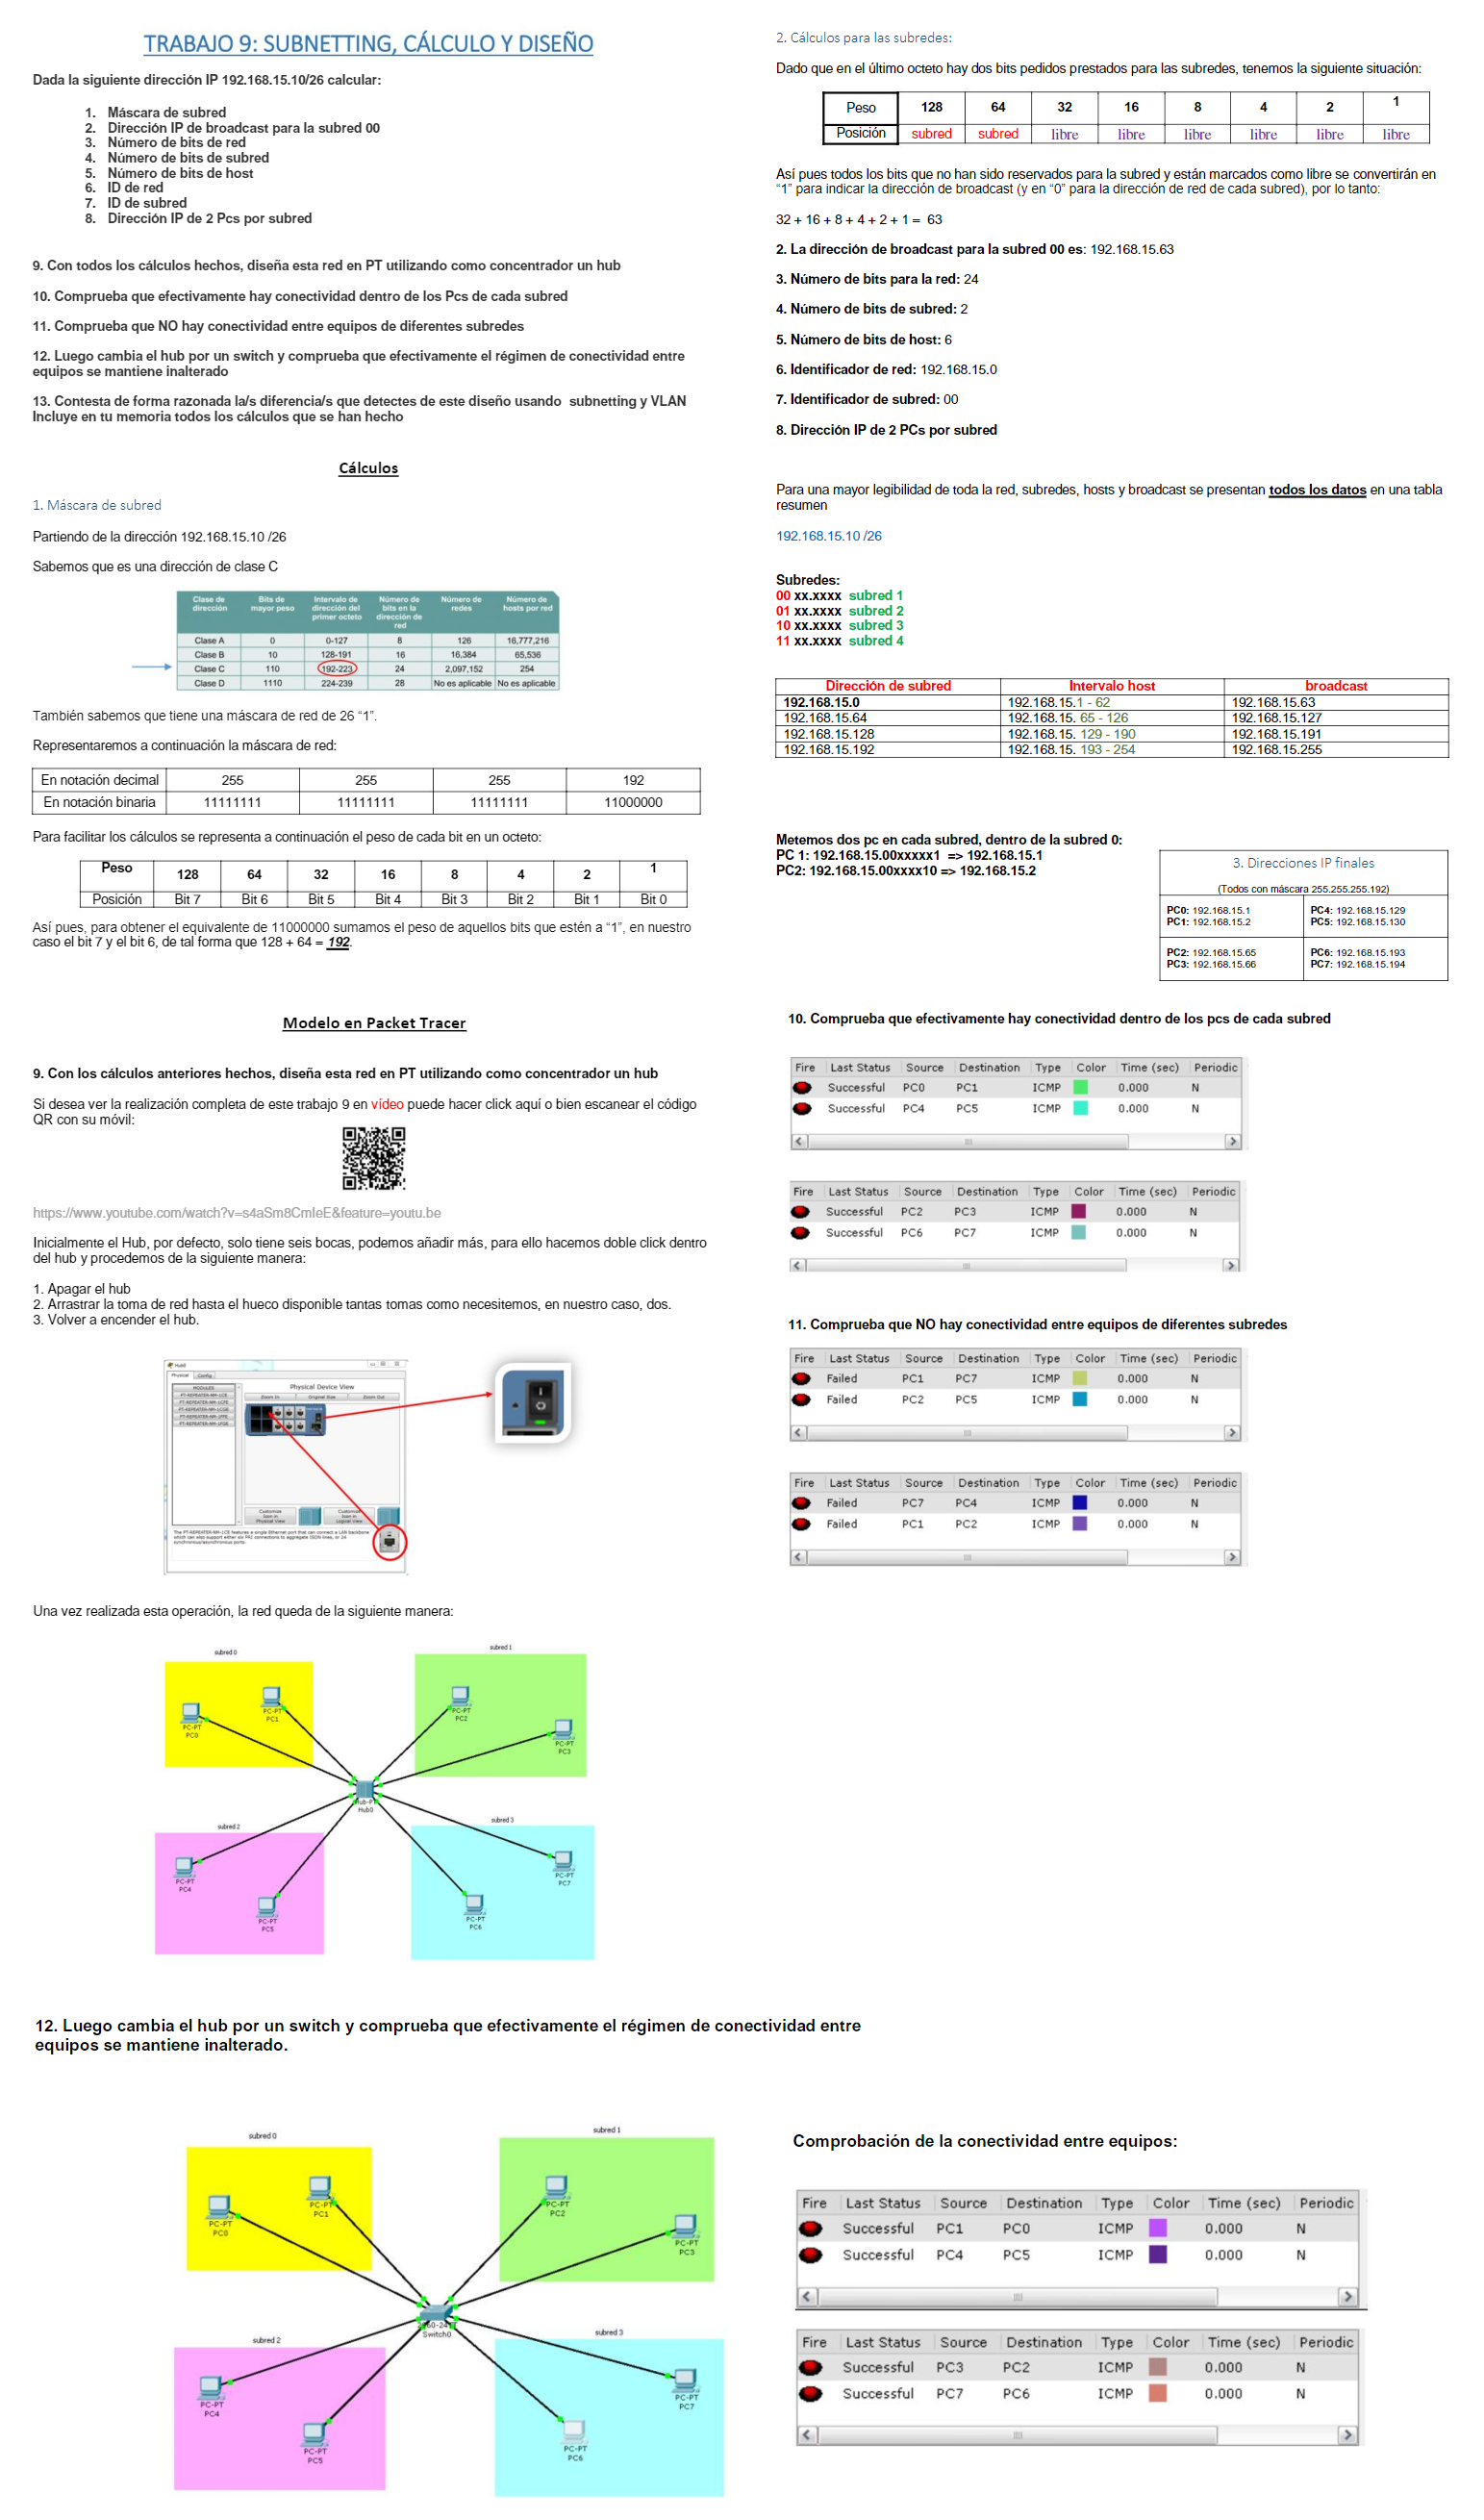 TRABAJO 9: SUBNETTING, CÁLCULO Y DISEÑO
Dada la siguiente dirección IP 192.168.15.10/26 calcular:
1. Máscara de subred
2. Dirección IP de broadcast para la subred 00
3. Número de bits de red
4. Número de bits de subred
5. Número de bits de host
6. ID de red
7. ID de subred
8. Dirección IP de 2 Pcs por subred
9. Con todos los cálculos hechos, diseña esta red en PT utilizando como concentrador un hub
10. Comprueba que efectivamente hay conectividad dentro de los Pcs de cada subred
11. Comprueba que NO hay conectividad entre equipos de diferentes subredes
12. Luego cambia el hub por un switch y comprueba que efectivamente el régimen de conectividad entre
equipos se mantiene inalterado
13. Contesta de forma razonada la/s diferencia/s que detectes de este diseño usando subnetting y VLAN
Incluye en tu memoria todos los cálculos que se han hecho
Cálculos
1. Máscara de subred
Partiendo de la dirección 192.168.15.10 /26
Sabemos que es una dirección de clase C
Clase de dirección Bits de mayor peso Intervalo de dirección del primer octeto Número de bits en la dirección de red Número de redes Número de hosts por red
Clase A 0 0-127 8 126 16,777,216
Clase B 10 128-191 16 16,384 65,536
Clase C 110 192-223 24 2,097,152 254
Clase D 1110 224-239 28 No es aplicable No es aplicable
También sabemos que tiene una máscara de red de 26 “1”.
Representaremos a continuación la máscara de red:
En notación decimal 255 255 255 192
En notación binaria 11111111 11111111 11111111 11000000
Para facilitar los cálculos se representa a continuación el peso de cada bit en un octeto:
Peso 128 64 32 16 8 4 2 1
Posición Bit 7 Bit 6 Bit 5 Bit 4 Bit 3 Bit 2 Bit 1 Bit 0
Así pues, para obtener el equivalente de 11000000 sumamos el peso de aquellos bits que estén a “1”, en nuestro
caso el bit 7 y el bit 6, de tal forma que 128 + 64 = 192.
2. Cálculos para las subredes:
Dado que en el último octeto hay dos bits pedidos prestados para las subredes, tenemos la siguiente situación:
Peso 128 64 32 16 8 4 2 1
Posición subred subred libre libre libre libre libre libre
Así pues todos los bits que no han sido reservados para la subred y están marcados como libre se convertirán en
“1” para indicar la dirección de broadcast (y en “0” para la dirección de red de cada subred), por lo tanto:
32 + 16 + 8 + 4 + 2 + 1 = 63
2. La dirección de broadcast para la subred 00 es: 192.168.15.63
3. Número de bits para la red: 24
4. Número de bits de subred: 2
5. Número de bits de host: 6
6. Identificador de red: 192.168.15.0
7. Identificador de subred: 00
8. Dirección IP de 2 PCs por subred
Para una mayor legibilidad de toda la red, subredes, hosts y broadcast se presentan todos los datos en una tabla
resumen
192.168.15.10 /26
Subredes:
00 xx.xxxx subred 1
01 xx.xxxx subred 2
10 xx.xxxx subred 3
11 xx.xxxx subred 4
Dirección de subred Intervalo host broadcast
192.168.15.0 192.168.15.1 - 62 192.168.15.63
192.168.15.64 192.168.15. 65 - 126 192.168.15.127
192.168.15.128 192.168.15. 129 - 190 192.168.15.191
192.168.15.192 192.168.15. 193 - 254 192.168.15.255
Metemos dos pc en cada subred, dentro de la subred 0:
PC 1: 192.168.15.00xxxxx1 => 192.168.15.1
PC2: 192.168.15.00xxxx10 => 192.168.15.2
3. Direcciones IP finales
(Todos con máscara 255.255.255.192)
PC0: 192.168.15.1 PC4: 192.168.15.129
PC1: 192.168.15.2 PC5: 192.168.15.130
PC2: 192.168.15.65 PC6: 192.168.15.193
PC3: 192.168.15.66 PC7: 192.168.15.194
Modelo en Packet Tracer
9. Con los cálculos anteriores hechos, diseña esta red en PT utilizando como concentrador un hub
Si desea ver la realización completa de este trabajo 9 en vídeo puede hacer click aquí o bien escanear el código
QR con su móvil:
https://www.youtube.com/watch?v=s4aSm8CmIeE&feature=youtu.be
Inicialmente el Hub, por defecto, solo tiene seis bocas, podemos añadir más, para ello hacemos doble click dentro
del hub y procedemos de la siguiente manera:
1. Apagar el hub
2. Arrastrar la toma de red hasta el hueco disponible tantas tomas como necesitemos, en nuestro caso, dos.
3. Volver a encender el hub.
Physical Config
MODULES
Physical Device View
Zoom In Original Size Zoom Out
Una vez realizada esta operación, la red queda de la siguiente manera:
subred 0
subred 1
PC-PT
PC0
PC-PT
PC1
PC-PT
PC2
PC-PT
PC3
Hub-PT
Hub0
subred 2
subred 3
PC-PT
PC4
PC-PT
PC5
PC-PT
PC7
PC-PT
PC6
10. Comprueba que efectivamente hay conectividad dentro de los pcs de cada subred
Fire Last Status Source Destination Type Color Time (sec) Periodic
Successful PC0 PC1 ICMP 0.000 N
Successful PC4 PC5 ICMP 0.000 N
Fire Last Status Source Destination Type Color Time (sec) Periodic
Successful PC2 PC3 ICMP 0.000 N
Successful PC6 PC7 ICMP 0.000 N
11. Comprueba que NO hay conectividad entre equipos de diferentes subredes
Fire Last Status Source Destination Type Color Time (sec) Periodic
Failed PC1 PC7 ICMP 0.000 N
Failed PC2 PC5 ICMP 0.000 N
Fire Last Status Source Destination Type Color Time (sec) Periodic
Failed PC7 PC4 ICMP 0.000 N
Failed PC1 PC2 ICMP 0.000 N
12. Luego cambia el hub por un switch y comprueba que efectivamente el régimen de conectividad entre
equipos se mantiene inalterado.
subred 0
subred 1
PC-PT
PC0
PC-PT
PC1
PC-PT
PC2
PC-PT
PC3
Switch0
subred 2
subred 3
PC-PT
PC4
PC-PT
PC5
PC-PT
PC7
PC-PT
PC6
Comprobación de la conectividad entre equipos:
Fire Last Status Source Destination Type Color Time (sec) Periodic
Successful PC1 PC0 ICMP 0.000 N
Successful PC4 PC5 ICMP 0.000 N
Fire Last Status Source Destination Type Color Time (sec) Periodic
Successful PC3 PC2 ICMP 0.000 N
Successful PC7 PC6 ICMP 0.000 N